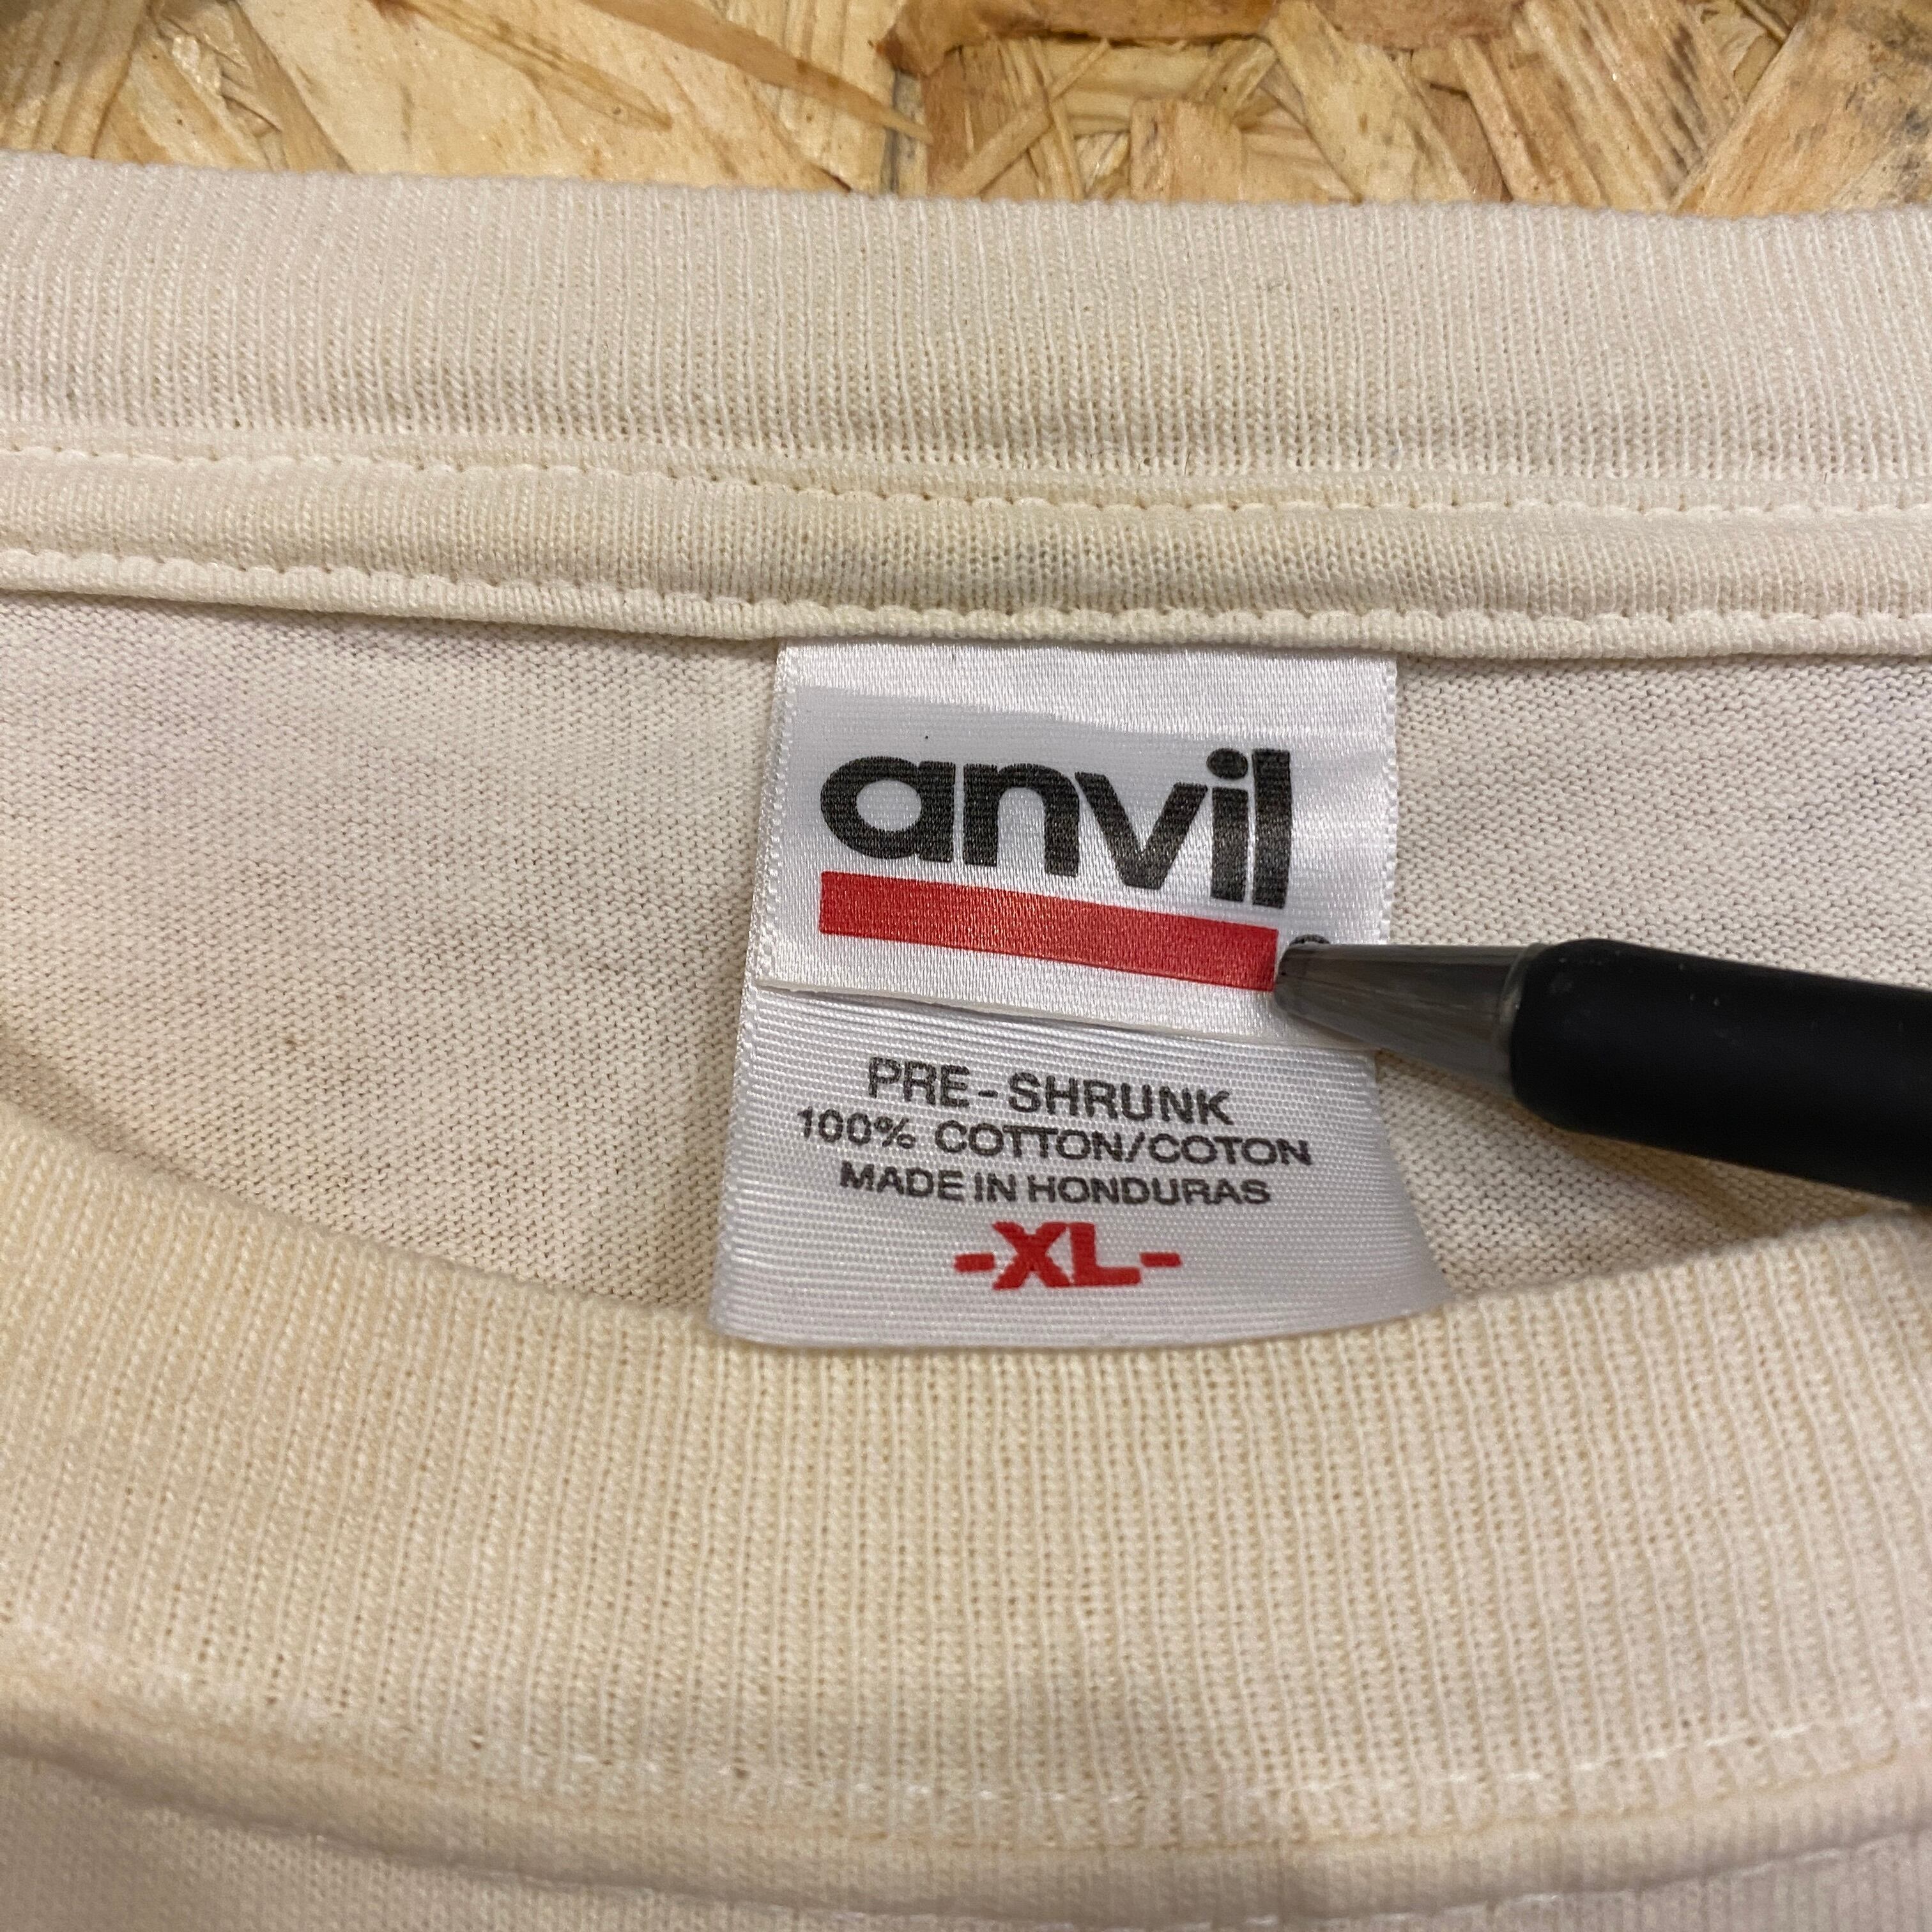 anvil
PRE-SHRUNK
100% COTTON/COTON
MADE IN HONDURAS
-XL-